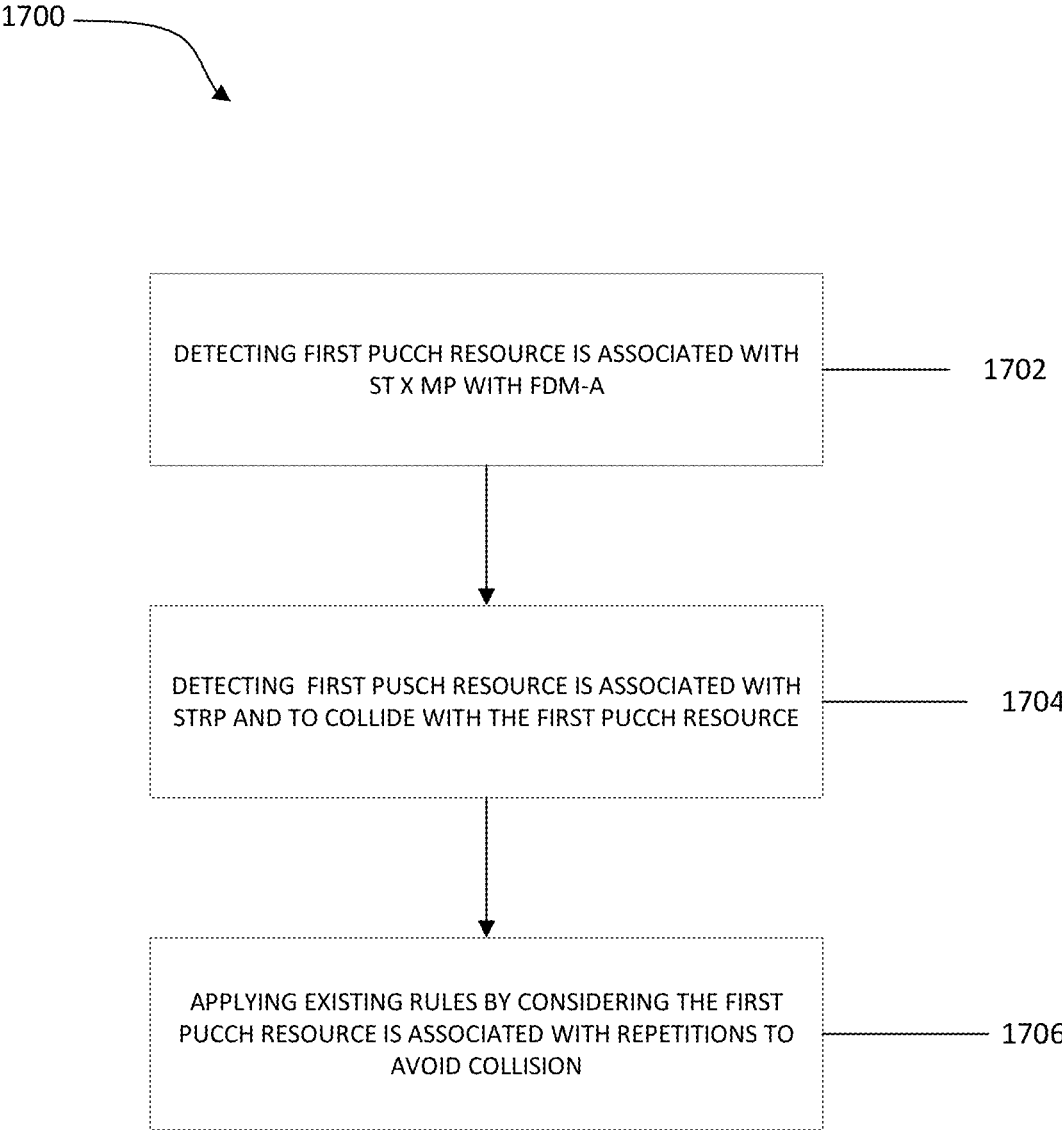 1700
DETECTING FIRST PUCCH RESOURCE IS ASSOCIATED WITH
ST X MP WITH FDM-A
1702
DETECTING FIRST PUSCH RESOURCE IS ASSOCIATED WITH
STRP AND TO COLLIDE WITH THE FIRST PUCCH RESOURCE
1704
APPLYING EXISTING RULES BY CONSIDERING THE FIRST
PUCCH RESOURCE IS ASSOCIATED WITH REPETITIONS TO
AVOID COLLISION
1706